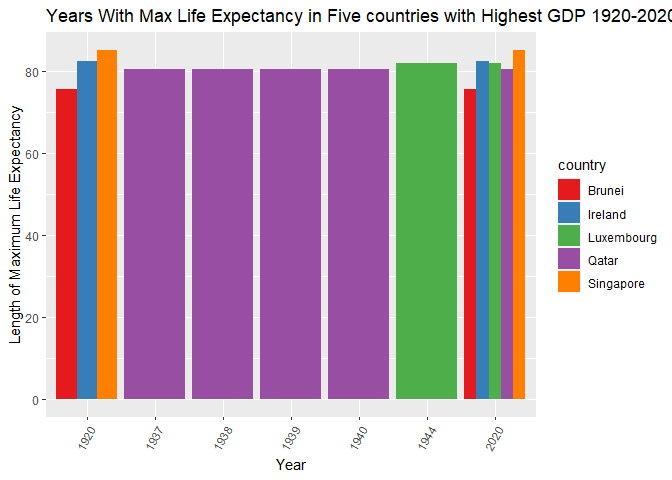 Years With Max Life Expectancy in Five countries with Highest GDP 1920-2020
Length of Maximum Life Expectancy
80
60
40
20
0
1920
1937
1938
1939
1940
1944
2020
Year
country
Brunei
Ireland
Luxembourg
Qatar
Singapore